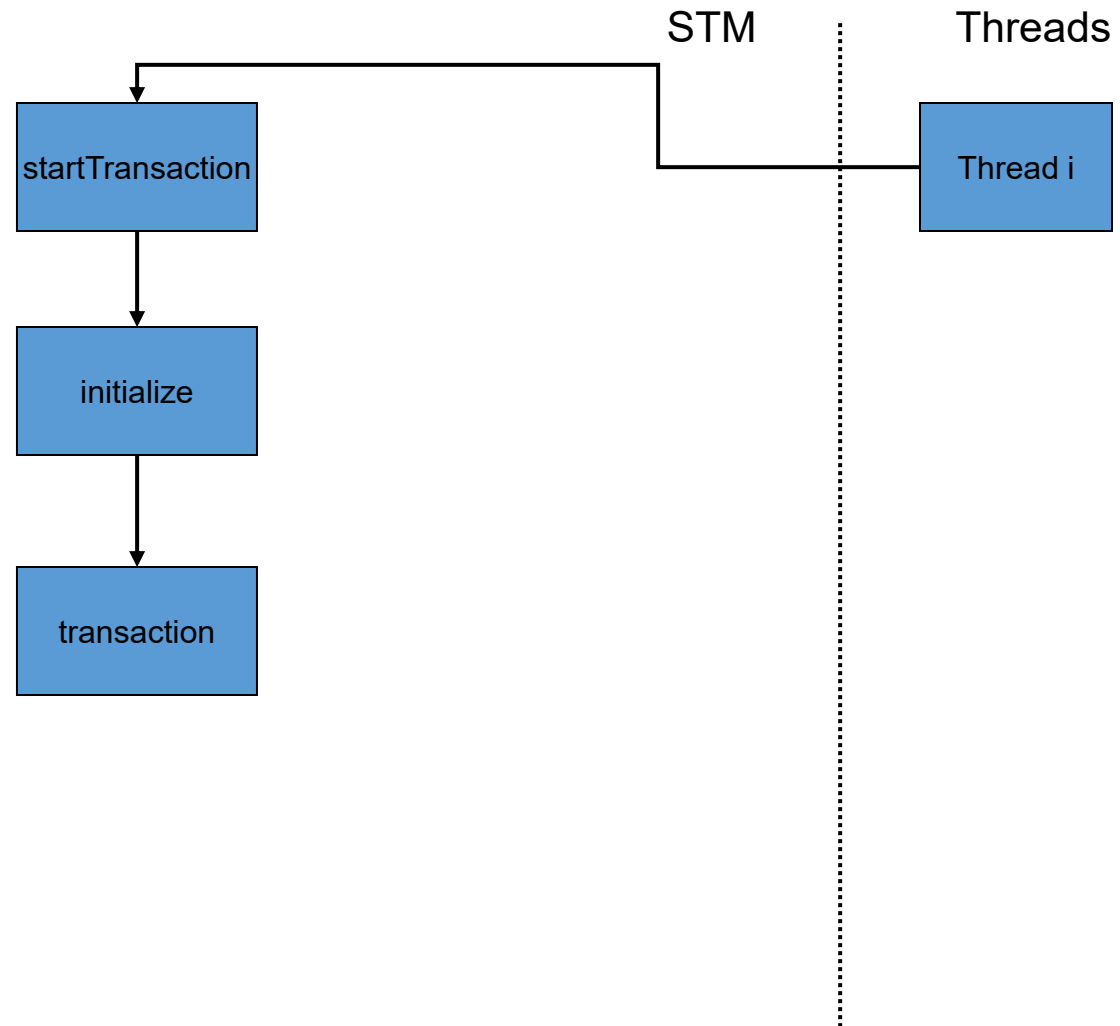 STM
Threads
startTransaction
Thread i
initialize
transaction